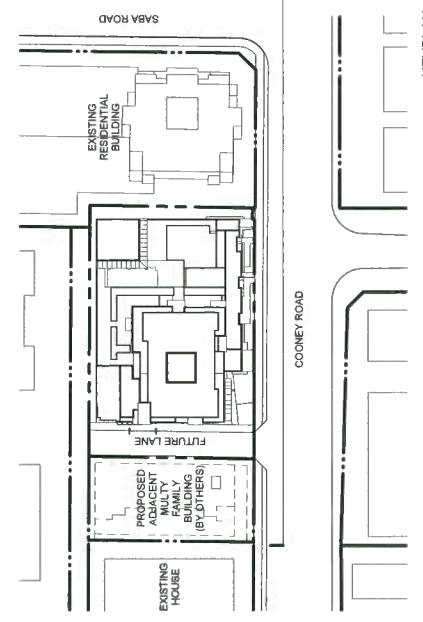 SABA ROAD
EXISTING
RESIDENTIAL
BUILDING
COONEY ROAD
FUTURE LANE
PROPOSED
ADJACENT
MULTY
FAMILY
BUILDING
(BY OTHERS)
EXISTING
HOUSE